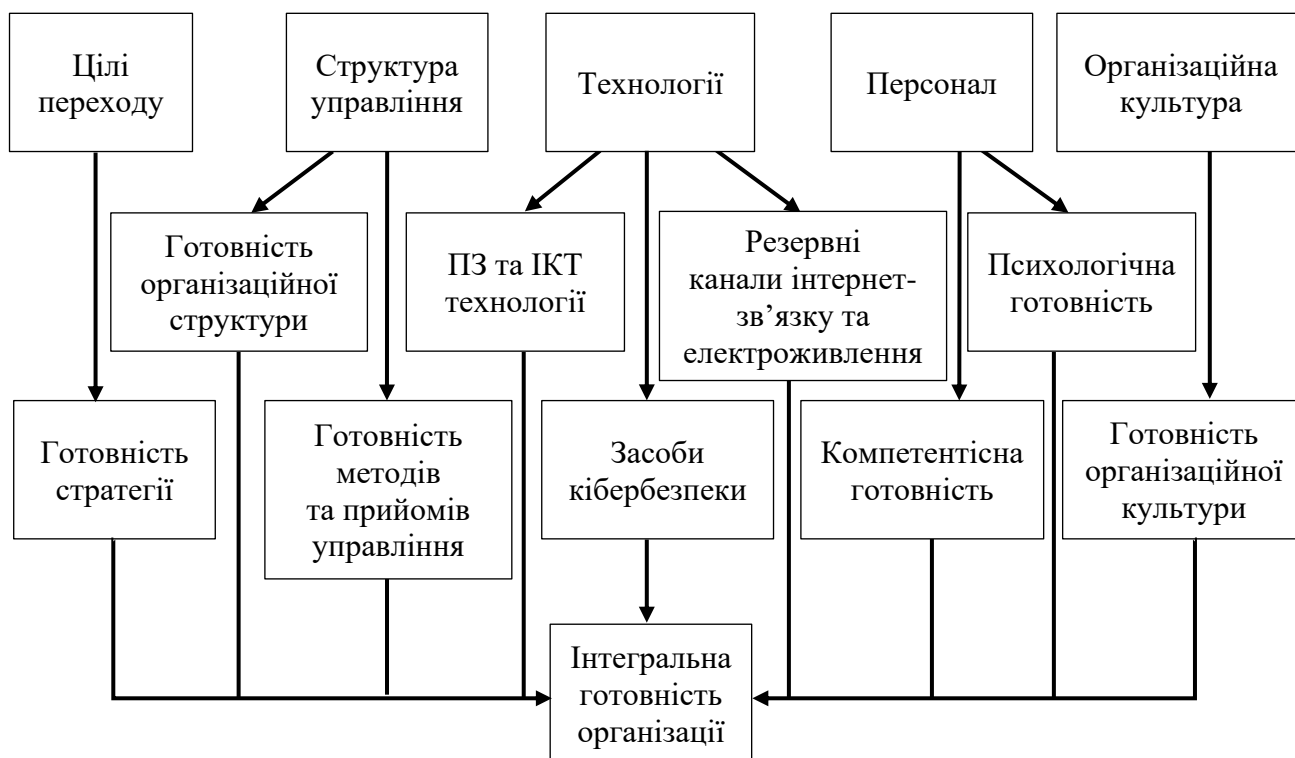 Цілі
переходу
Структура
управління
Технології
Персонал
Організаційна
культура
Готовність
організаційної
структури
ПЗ та ІКТ
технології
Резервні
канали інтернет-
зв’язку та
електроживлення
Психологічна
готовність
Готовність
стратегії
Готовність
методів
та прийомів
управління
Засоби
кібербезпеки
Компетентісна
готовність
Готовність
організаційної
культури
Інтегральна
готовність
організації